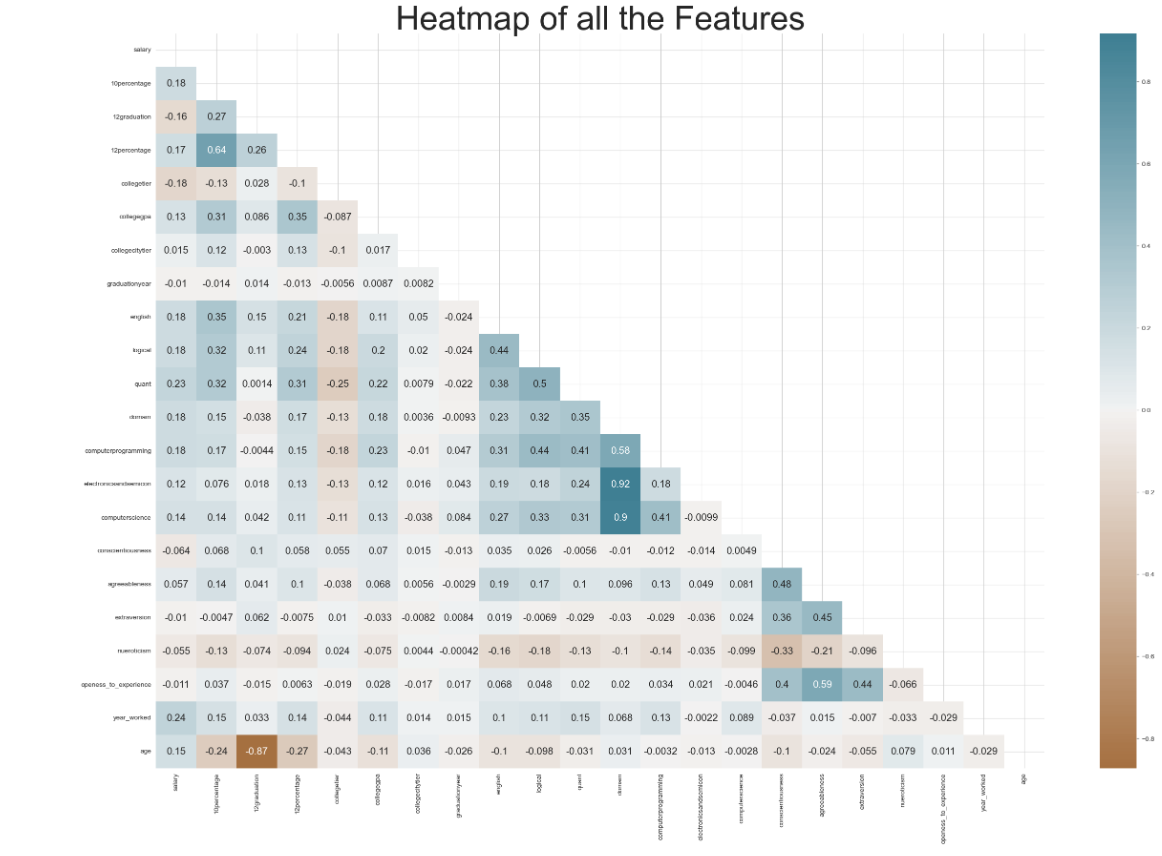 Heatmap of all the Features
salary
10percentage 0.18
12graduation -0.16 0.27
12percentage 0.17 0.64 0.26
collegetier -0.18 -0.13 0.028 -0.1
collegegpa 0.13 0.31 0.086 0.35 -0.087
collegecitytier 0.015 0.12 -0.003 0.13 -0.1 0.017
graduationyear -0.01 -0.014 0.014 -0.013 -0.0056 0.0087 0.0082
english 0.18 0.35 0.15 0.21 -0.18 0.11 0.05 -0.024
logical 0.18 0.32 0.11 0.24 -0.18 0.2 0.02 -0.024 0.44
quant 0.23 0.32 0.0014 0.31 -0.25 0.22 0.0079 -0.022 0.38 0.5
domain 0.18 0.15 -0.038 0.17 -0.13 0.18 0.0036 -0.0093 0.23 0.32 0.35
computerprogramming 0.18 0.17 -0.0044 0.15 -0.18 0.23 -0.01 0.047 0.31 0.44 0.41 0.58
electronicsandsemicon 0.12 0.076 0.018 0.13 -0.13 0.12 0.016 0.043 0.19 0.18 0.24 0.92 0.18
computerscience 0.14 0.14 0.042 0.11 -0.11 0.13 -0.038 0.084 0.27 0.33 0.31 0.9 0.41 -0.0099
conscientiousness -0.064 0.068 0.1 0.058 0.055 0.07 0.015 -0.013 0.035 0.026 -0.0056 -0.01 -0.012 -0.014 0.0049
agreeableness 0.057 0.14 0.041 0.1 -0.038 0.068 0.0056 -0.0029 0.19 0.17 0.1 0.096 0.13 0.049 0.081 0.48
extraversion -0.01 -0.0047 0.062 -0.0075 0.01 -0.033 -0.0082 0.0084 0.019 -0.0069 -0.029 -0.03 -0.029 -0.036 0.024 0.36 0.45
nueroticism -0.055 -0.13 -0.074 -0.094 0.024 -0.075 0.0044 -0.00042 -0.16 -0.18 -0.13 -0.1 -0.14 -0.035 -0.099 -0.33 -0.21 -0.096
openess_to_experience -0.011 0.037 -0.015 0.0063 -0.019 0.028 -0.017 0.017 0.068 0.048 0.02 0.02 0.034 0.021 -0.0046 0.4 0.59 0.44 -0.066
year_worked 0.24 0.15 0.033 0.14 -0.044 0.11 0.014 0.015 0.1 0.11 0.15 0.068 0.13 -0.0022 0.089 -0.037 0.015 -0.007 -0.033 -0.029
age 0.15 -0.24 -0.87 -0.27 -0.043 -0.11 0.036 -0.026 -0.1 -0.098 -0.031 0.031 -0.0032 -0.013 -0.0028 -0.1 -0.024 -0.055 0.079 0.011 -0.029
salary
10percentage
12graduation
12percentage
collegetier
collegegpa
collegecitytier
graduationyear
english
logical
quant
domain
computerprogramming
electronicsandsemicon
computerscience
conscientiousness
agreeableness
extraversion
nueroticism
openess_to_experience
year_worked
age
0.8
0.6
0.4
0.2
0.0
-0.2
-0.4
-0.6
-0.8